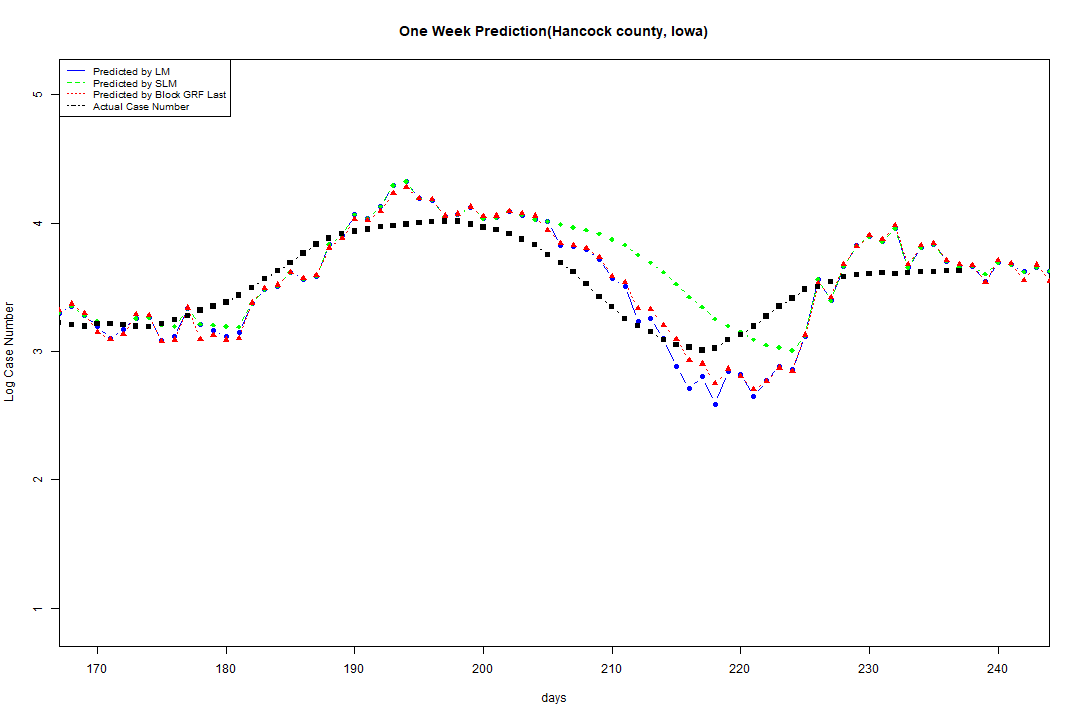 One Week Prediction(Hancock county, Iowa)
Predicted by LM
Predicted by SLM
Predicted by Block GRF Last
Actual Case Number
5
4
3
2
1
Log Case Number
170 180 190 200 210 220 230 240
days